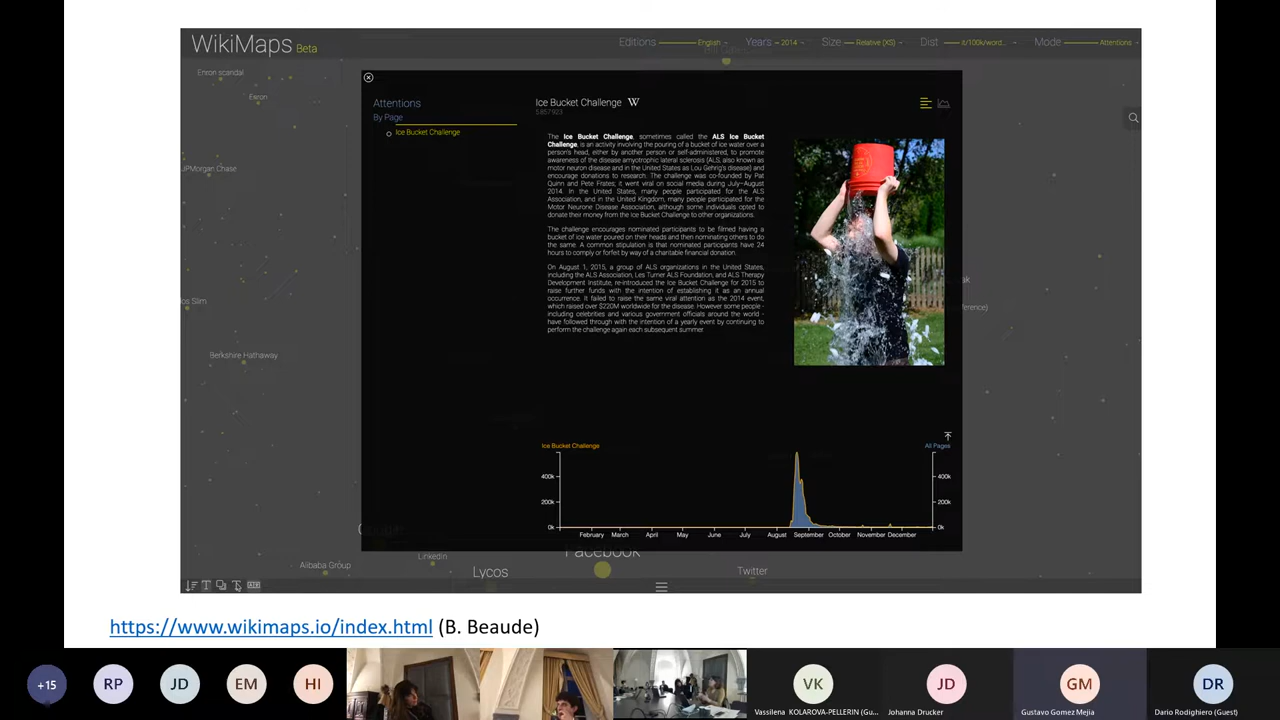 WikiMaps Beta
Editions English Years 2014 Size Relative (XS) Dist it/100k/word... Mode Attentions
Enron scandal
Enron
JPMorgan Chase
os Slim
Berkshire Hathaway
Attentions
By Page
Ice Bucket Challenge
Ice Bucket Challenge W
5 857 923
The Ice Bucket Challenge, sometimes called the ALS Ice Bucket
Challenge, is an activity involving the pouring of a bucket of ice water over a
person's head, either by another person or self-administered, to promote
awareness of the disease amyotrophic lateral sclerosis (ALS, also known as
motor neuron disease and in the United States as Lou Gehrig's disease) and
encourage donations to research. The challenge was co-founded by Pat
Quinn and Pete Frates; it went viral on social media during July–August
2014. In the United States, many people participated for the ALS
Association, and in the United Kingdom, many people participated for the
Motor Neurone Disease Association, although some individuals opted to
donate their money from the Ice Bucket Challenge to other organizations.
The challenge encourages nominated participants to be filmed having a
bucket of ice water poured on their heads and then nominating others to do
the same. A common stipulation is that nominated participants have 24
hours to comply or forfeit by way of a charitable financial donation.
On August 1, 2015, a group of ALS organizations in the United States,
including the ALS Association, Les Turner ALS Foundation, and ALS Therapy
Development Institute, re-introduced the Ice Bucket Challenge for 2015 to
raise further funds with the intention of establishing it as an annual
occurrence. It failed to raise the same viral attention as the 2014 event,
which raised over $220M worldwide for the disease. However some people -
including celebrities and various government officials around the world -
have followed through with the intention of a yearly event by continuing to
perform the challenge again each subsequent summer.
ference)
Ice Bucket Challenge All Pages
400k 400k
200k 200k
0k 0k
February March April May June July August September October November December
Facebook
LinkedIn
Alibaba Group
Lycos
Twitter
https://www.wikimaps.io/index.html (B. Beaude)
+15 RP JD EM HI VK JD GM DR
Vassilena KOLAROVA-PELLERIN (Gu... Johanna Drucker Gustavo Gomez Mejia Dario Rodighiero (Guest)